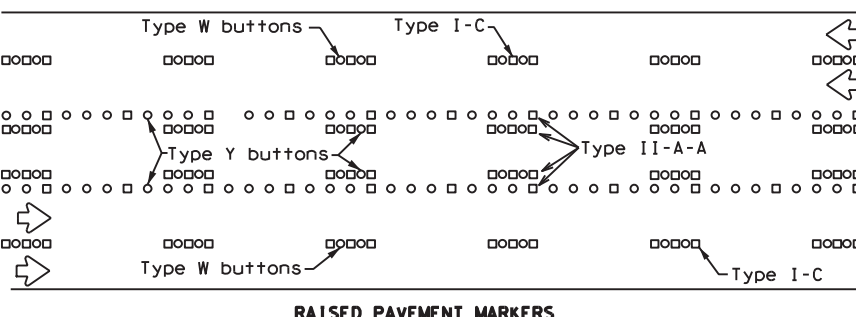 Type W buttons Type I-C
Type Y buttons Type II-A-A
Type W buttons Type I-C
RAISED PAVEMENT MARKERS